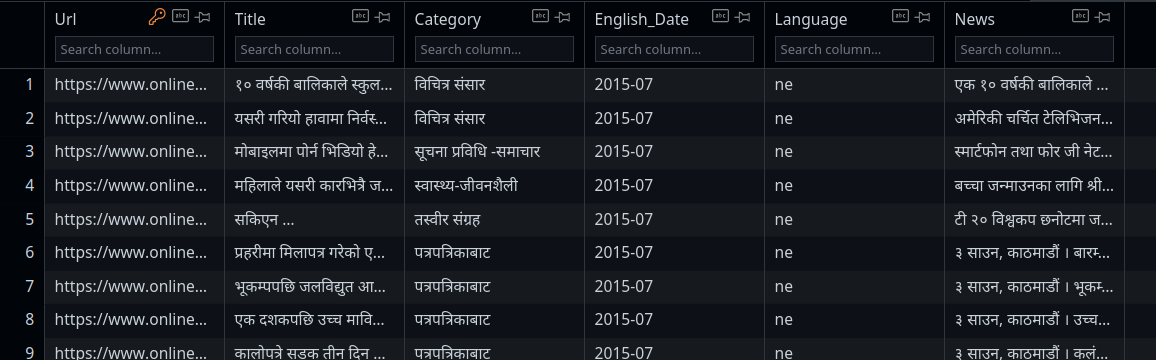 Url Title Category English_Date Language News
Search column... Search column... Search column... Search column... Search column... Search column...
1 https://www.online... १० वर्षकी बालिकाले स्कुल... विचित्र संसार 2015-07 ne एक १० वर्षकी बालिकाले ...
2 https://www.online... यसरी गरियो हावामा निर्वस्... विचित्र संसार 2015-07 ne अमेरिकी चर्चित टेलिभिजन...
3 https://www.online... मोबाइलमा पोर्न भिडियो हे... सूचना प्रविधि -समाचार 2015-07 ne स्मार्टफोन तथा फोर जी नेट...
4 https://www.online... महिलाले यसरी कारभित्रै ज... स्वास्थ्य-जीवनशैली 2015-07 ne बच्चा जन्माउनका लागि श्री...
5 https://www.online... सकिएन ... तस्वीर संग्रह 2015-07 ne टी २० विश्वकप छनोटमा ज...
6 https://www.online... प्रहरीमा मिलापत्र गरेको ए... पत्रपत्रिकाबाट 2015-07 ne ३ साउन, काठमाडौं । बारम्...
7 https://www.online... भूकम्पपछि जलविद्युत आ... पत्रपत्रिकाबाट 2015-07 ne ३ साउन, काठमाडौं । भूकम्...
8 https://www.online... एक दशकपछि उच्च मावि... पत्रपत्रिकाबाट 2015-07 ne ३ साउन, काठमाडौं । उच्च...
9 https://www.online... कालोपत्रे सडक तीन दिन ... पत्रपत्रिकाबाट 2015-07 ne ३ साउन, काठमाडौं । कलं...